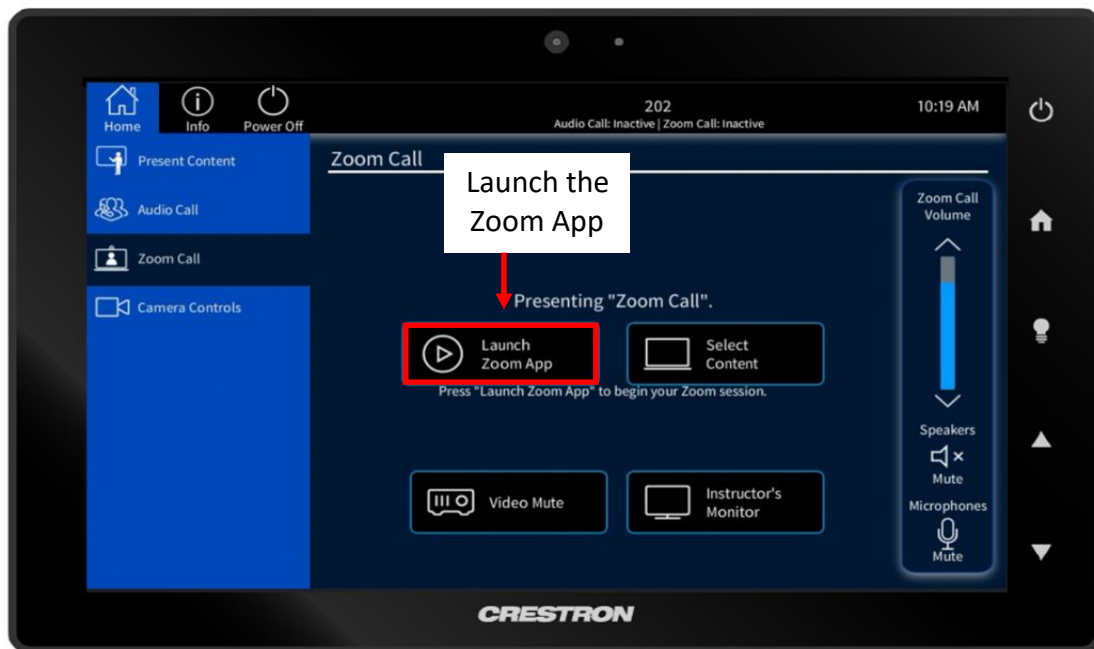 Home
Info
Power Off
202
Audio Call: Inactive | Zoom Call: Inactive
10:19 AM
Present Content
Audio Call
Zoom Call
Camera Controls
Zoom Call
Launch the
Zoom App
Presenting "Zoom Call".
Launch
Zoom App
Select
Content
Press "Launch Zoom App" to begin your Zoom session.
Video Mute
Instructor's
Monitor
Zoom Call
Volume
Speakers
Mute
Microphones
Mute
CRESTRON